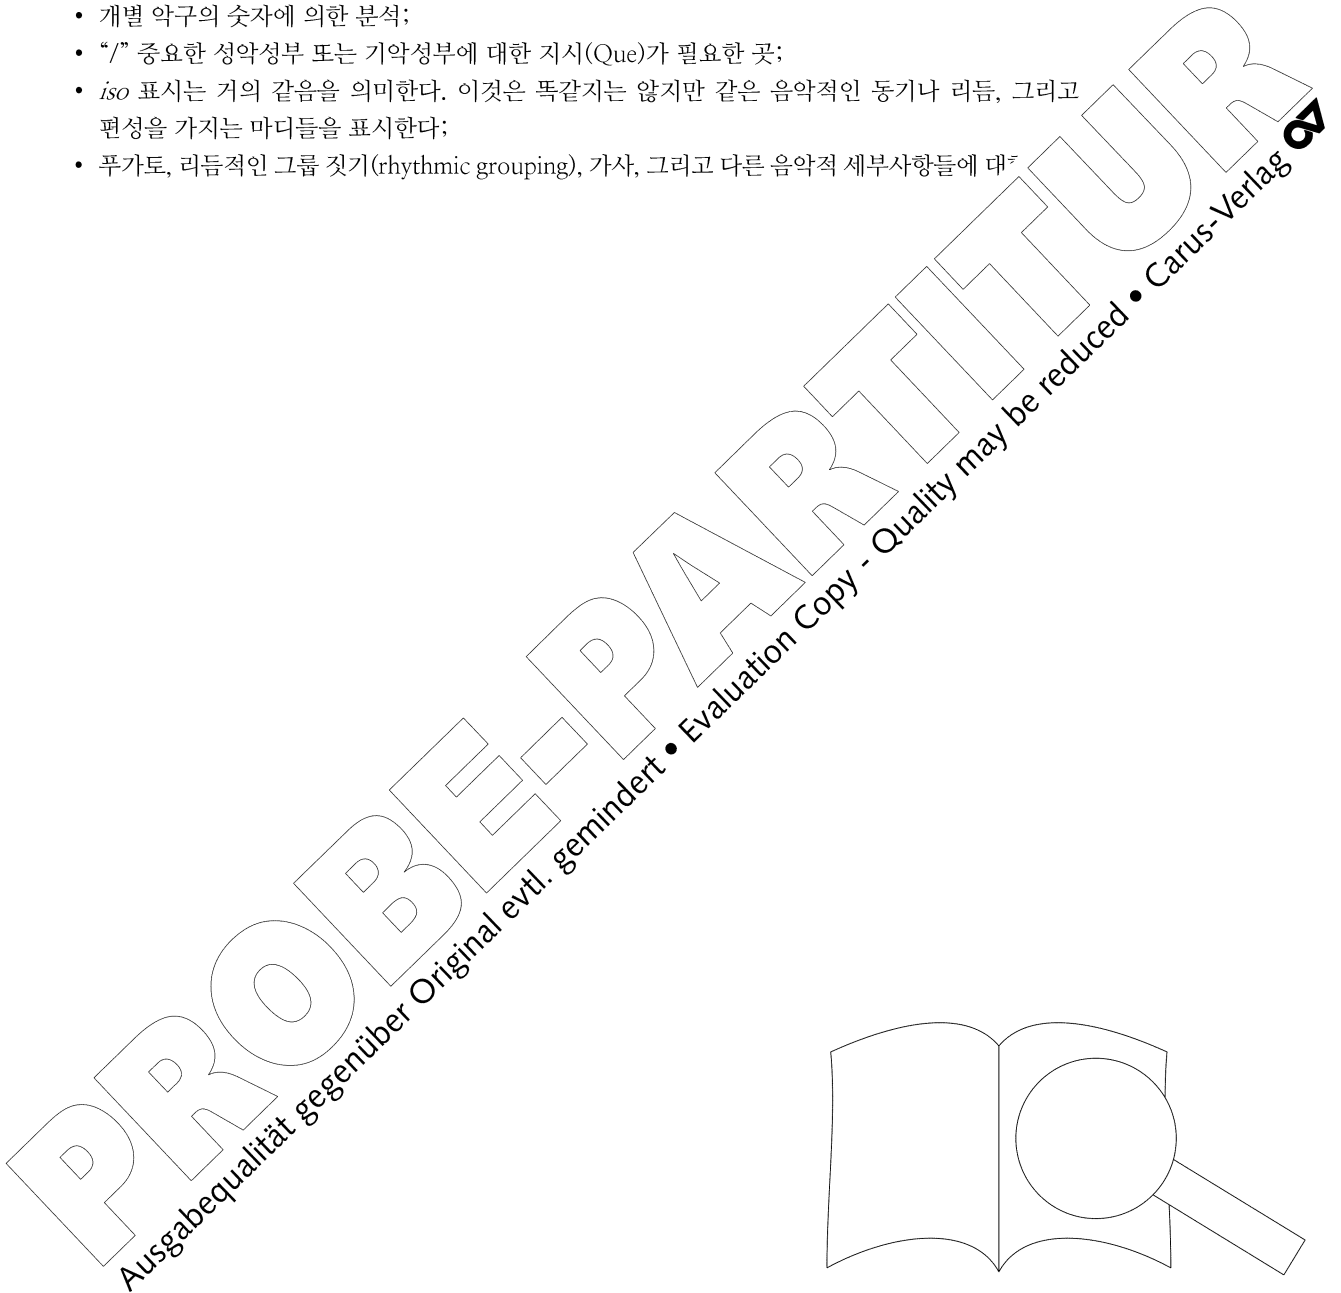 • 개별 악구의 숫자에 의한 분석;
• “/” 중요한 성악성부 또는 기악성부에 대한 지시(Que)가 필요한 곳;
• iso 표시는 거의 같음을 의미한다. 이것은 똑같지는 않지만 같은 음악적인 동기나 리듬, 그리고
편성을 가지는 마디들을 표시한다;
• 푸가토, 리듬적인 그룹 짓기(rhythmic grouping), 가사, 그리고 다른 음악적 세부사항들에
PROBE-PARTITUR
Ausgabequalität gegenüber Original evtl. gemindert • Evaluation Copy - Quality may be reduced • Carus-Verlag